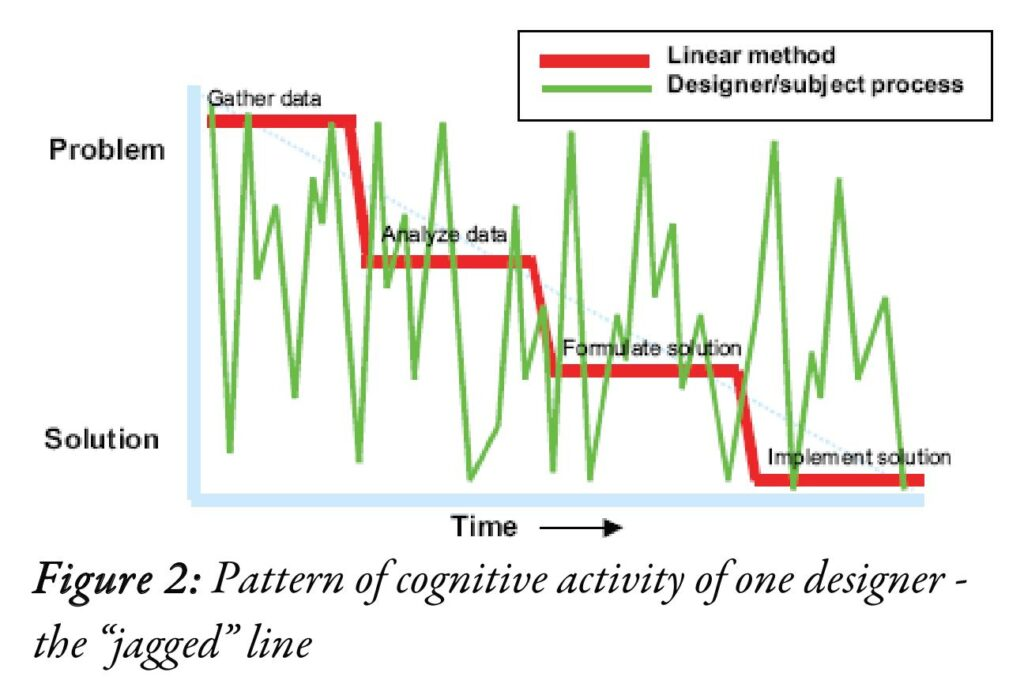 Linear method
Designer/subject process
Gather data
Problem
Analyze data
Formulate solution
Solution
Implement solution
Time
Figure 2: Pattern of cognitive activity of one designer -
the “jagged” line